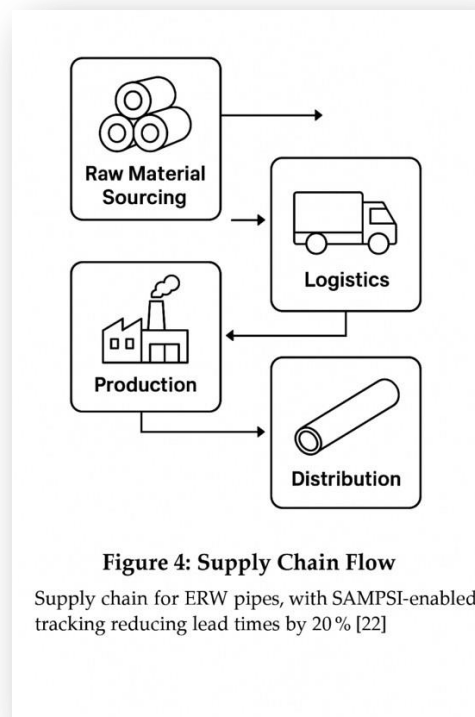 Raw Material
Sourcing
Logistics
Production
Distribution
Figure 4: Supply Chain Flow
Supply chain for ERW pipes, with SAMPSI-enabled
tracking reducing lead times by 20 % [22]